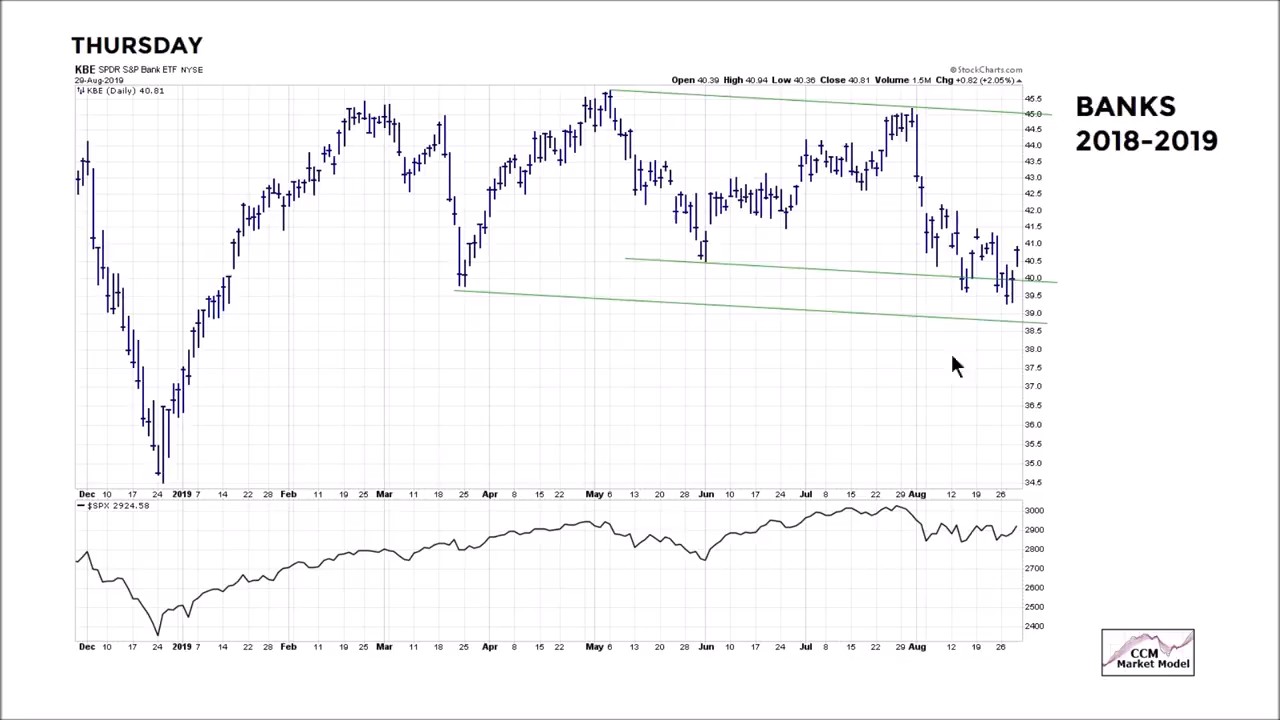 THURSDAY
KBE SPDR S&P Bank ETF NYSE
© StockCharts.com
29-Aug-2019
Open 40.39 High 40.94 Low 40.36 Close 40.81 Volume 1.5M Chg +0.82 (+2.05%)
KBE (Daily) 40.81
BANKS
2018-2019
45.5
45.0
44.5
44.0
43.5
43.0
42.5
42.0
41.5
41.0
40.5
40.0
39.5
39.0
38.5
38.0
37.5
37.0
36.5
36.0
35.5
35.0
34.5
Dec 10 17 24 2019 7 14 22 28 Feb 11 19 25 Mar 11 18 25 Apr 8 15 22 May 6 13 20 28 Jun 10 17 24 Jul 8 15 22 29 Aug 12 19 26
$SPX 2924.58
3000
2900
2800
2700
2600
2500
2400
Dec 10 17 24 2019 7 14 22 28 Feb 11 19 25 Mar 11 18 25 Apr 8 15 22 May 6 13 20 28 Jun 10 17 24 Jul 8 15 22 29 Aug 12 19 26
CCM
Market Model